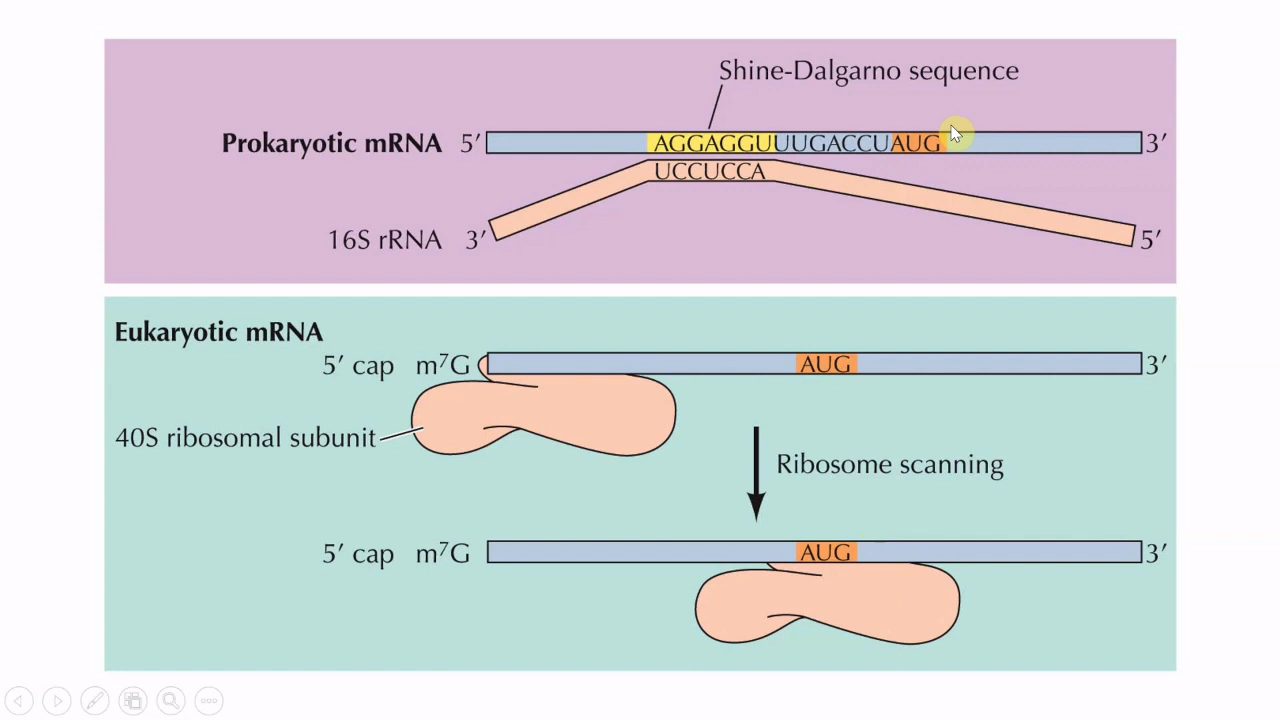 Shine-Dalgarno sequence
Prokaryotic mRNA 5′ AGGAGGUUUGACCUAUG 3′
UCCUCCA
16S rRNA 3′ 5′
Eukaryotic mRNA
5′ cap m⁷G AUG 3′
40S ribosomal subunit
Ribosome scanning
5′ cap m⁷G AUG 3′